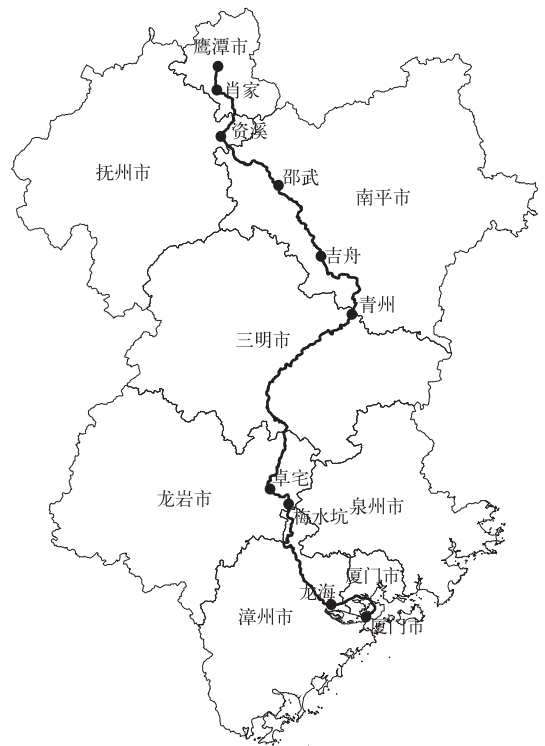 鹰潭市
肖家
资溪
抚州市
邵武
南平市
吉舟
青州
三明市
卓宅
龙岩市
梅水坑
泉州市
厦门市
龙海
漳州市
厦门市